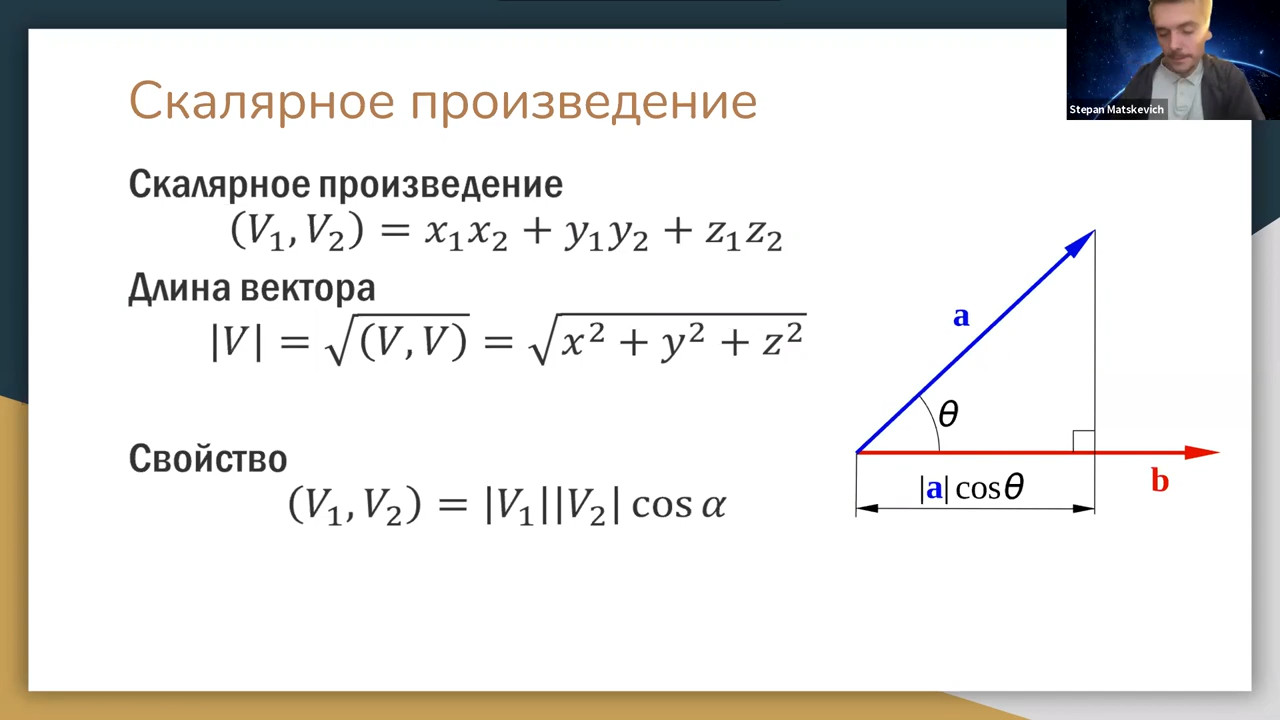 Скалярное произведение
Stepan Matskevich
Скалярное произведение
(V₁, V₂) = x₁x₂ + y₁y₂ + z₁z₂
Длина вектора
|V| = √(V, V) = √x² + y² + z²
Свойство
(V₁, V₂) = |V₁||V₂| cos α
a
θ
b
|a| cosθ